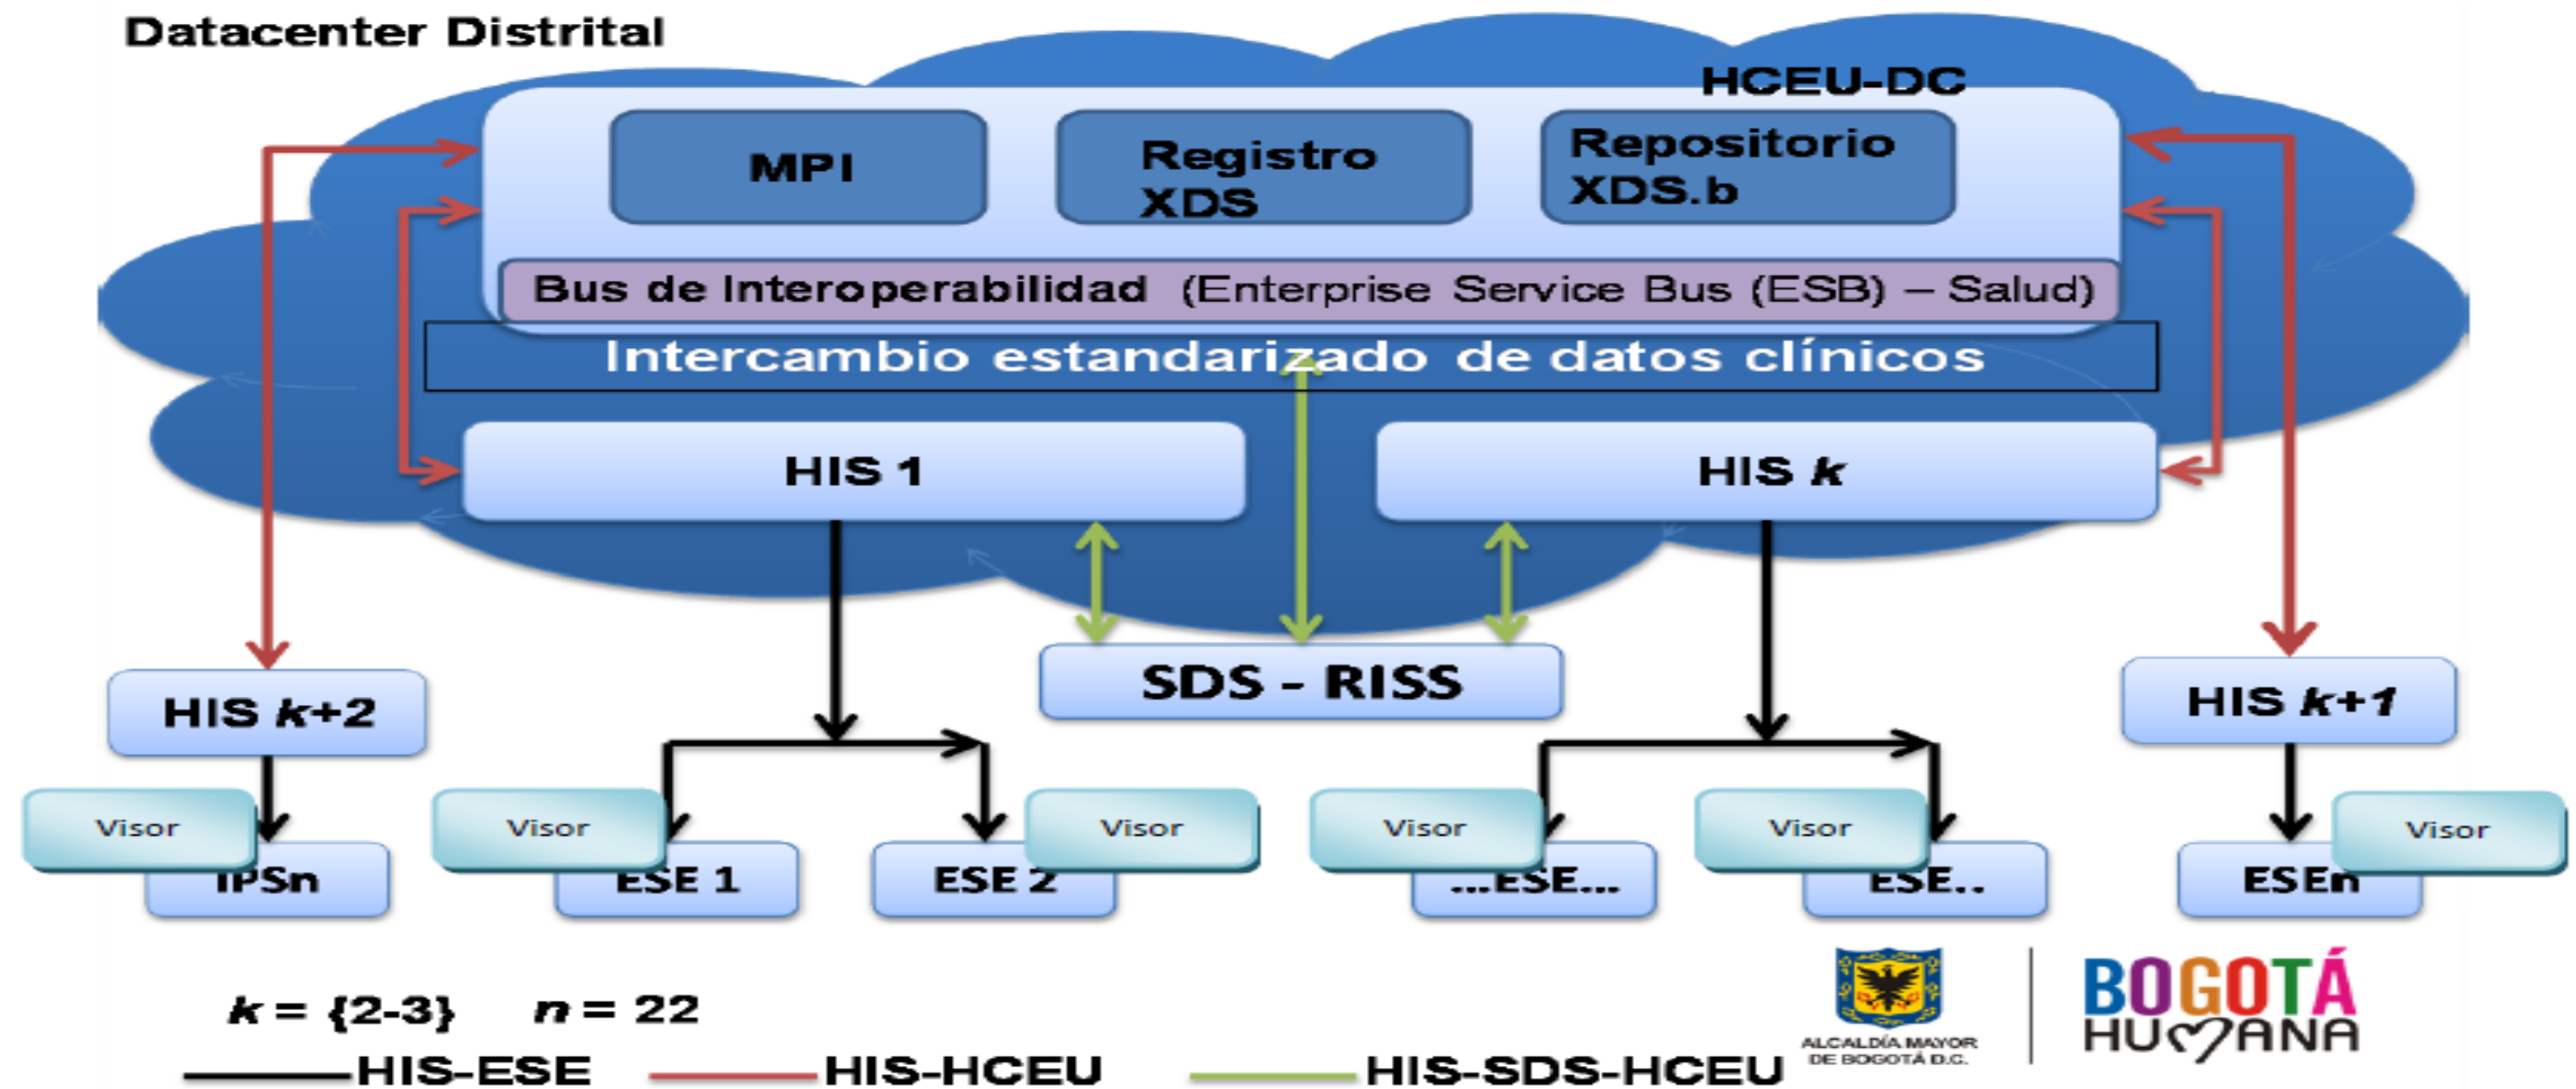 Datacenter Distrital
HCEU-DC
MPI
Registro
XDS
Repositorio
XDS.b
Bus de Interoperabilidad (Enterprise Service Bus (ESB) – Salud)
Intercambio estandarizado de datos clínicos
HIS 1
HIS k
SDS - RISS
HIS k+2
HIS k+1
Visor
Visor
Visor
Visor
Visor
Visor
IPSn
ESE 1
ESE 2
...ESE...
ESE..
ESEn
k = {2-3} n = 22
HIS-ESE
HIS-HCEU
HIS-SDS-HCEU
ALCALDÍA MAYOR
DE BOGOTÁ D.C.
BOGOTÁ
HUMANA